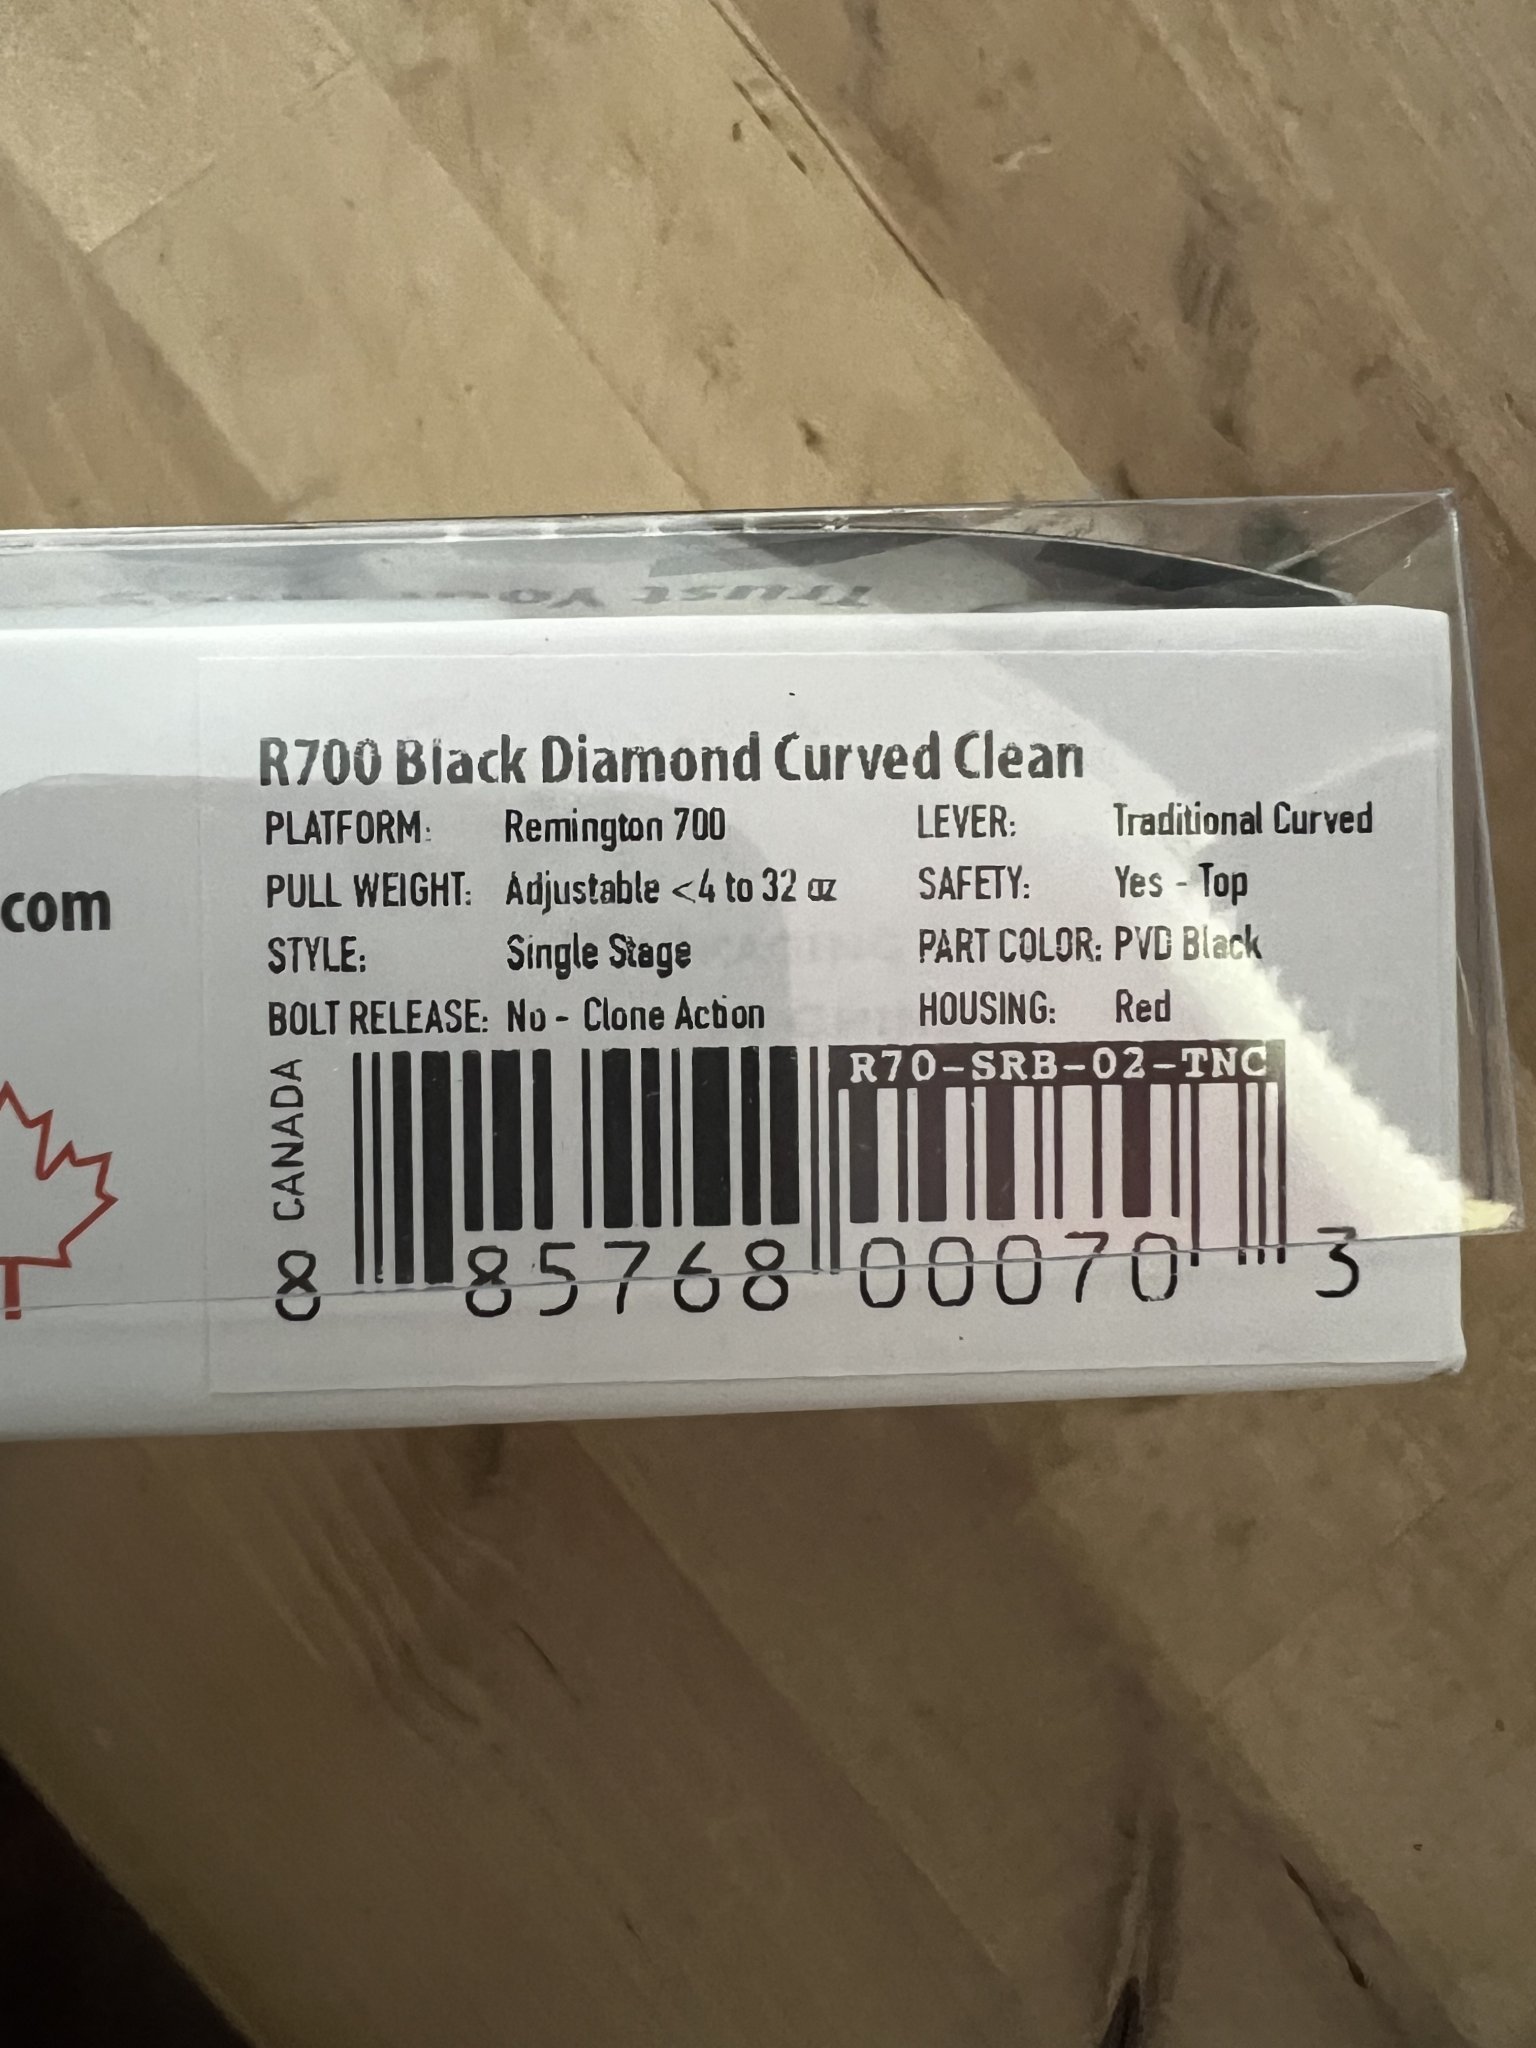 Trust Your
R700 Black Diamond Curved Clean
PLATFORM: Remington 700 LEVER: Traditional Curved
PULL WEIGHT: Adjustable <4 to 32 oz SAFETY: Yes - Top
STYLE: Single Stage PART COLOR: PVD Black
BOLT RELEASE: No - Clone Action HOUSING: Red
com
CANADA
R70-SRB-02-TNC
8 85768 00070 3